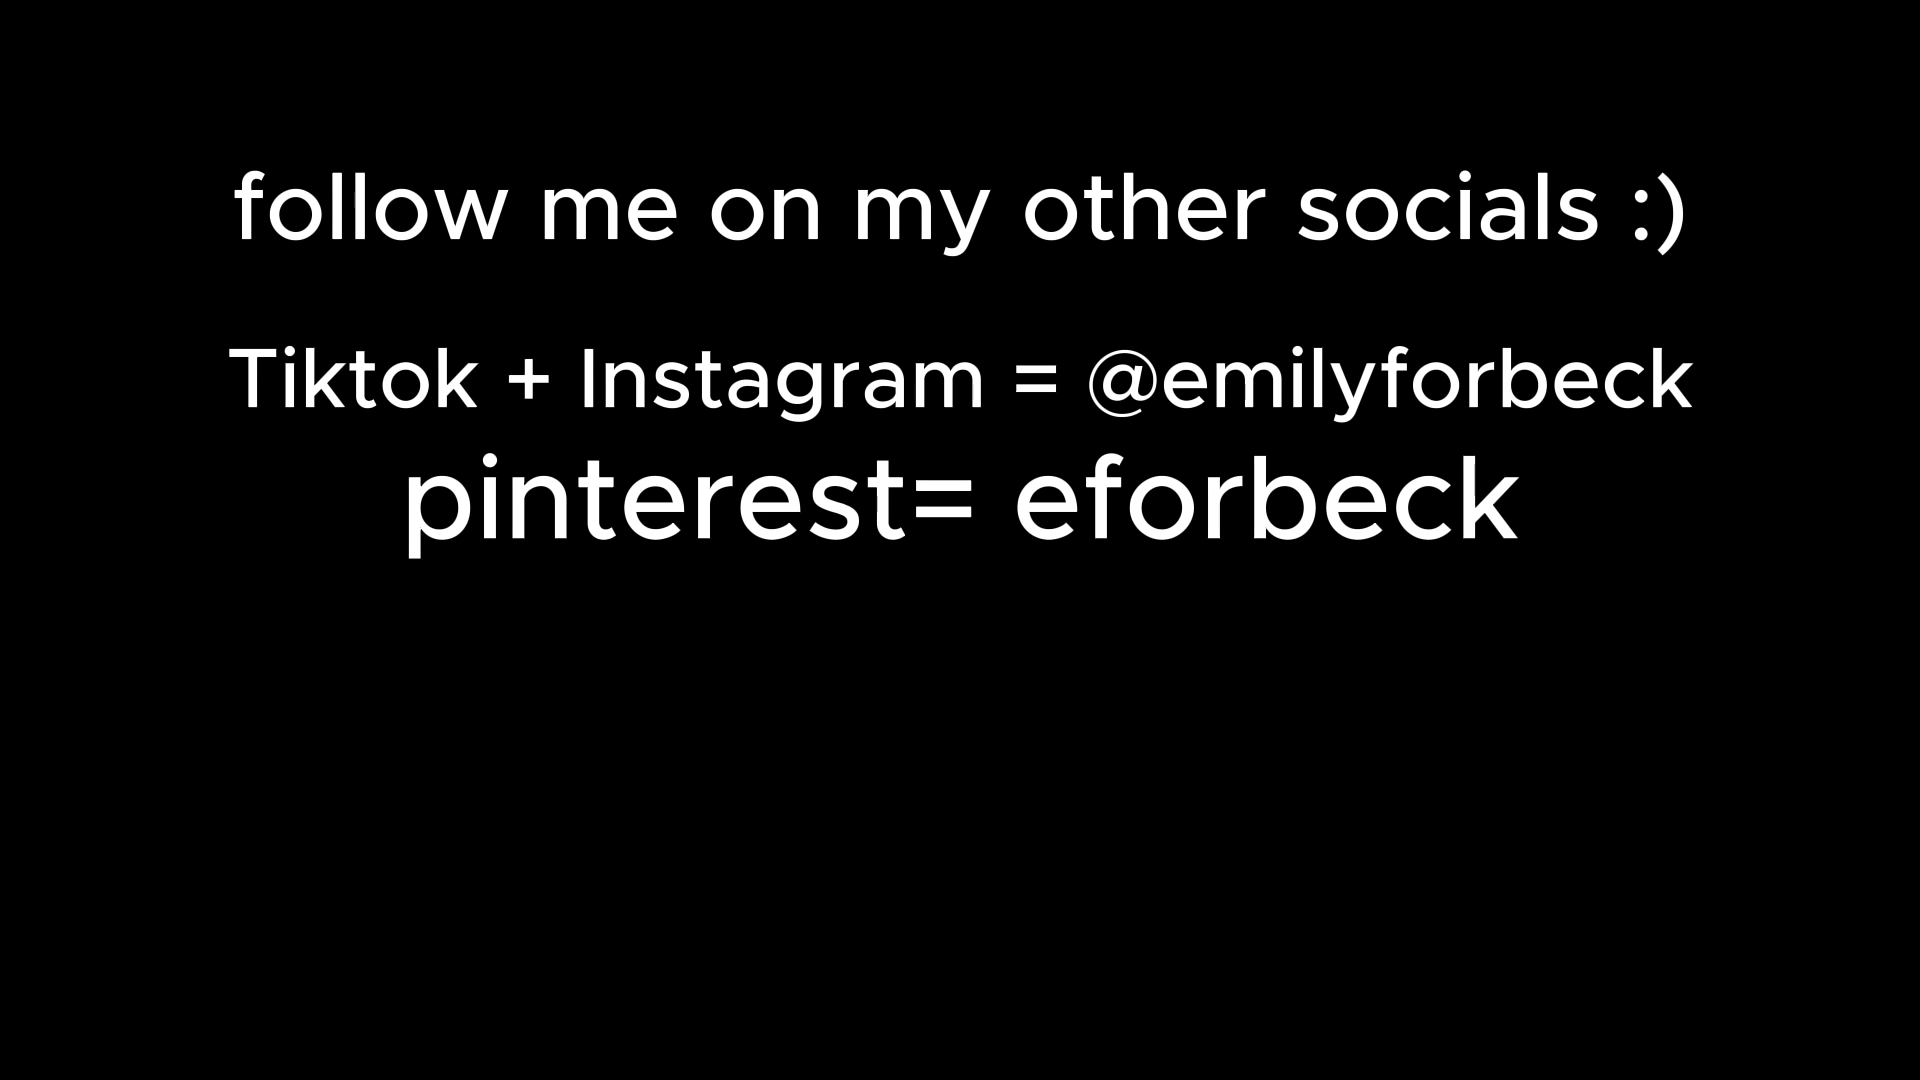 follow me on my other socials :)
Tiktok + Instagram = @emilyforbeck
pinterest= eforbeck